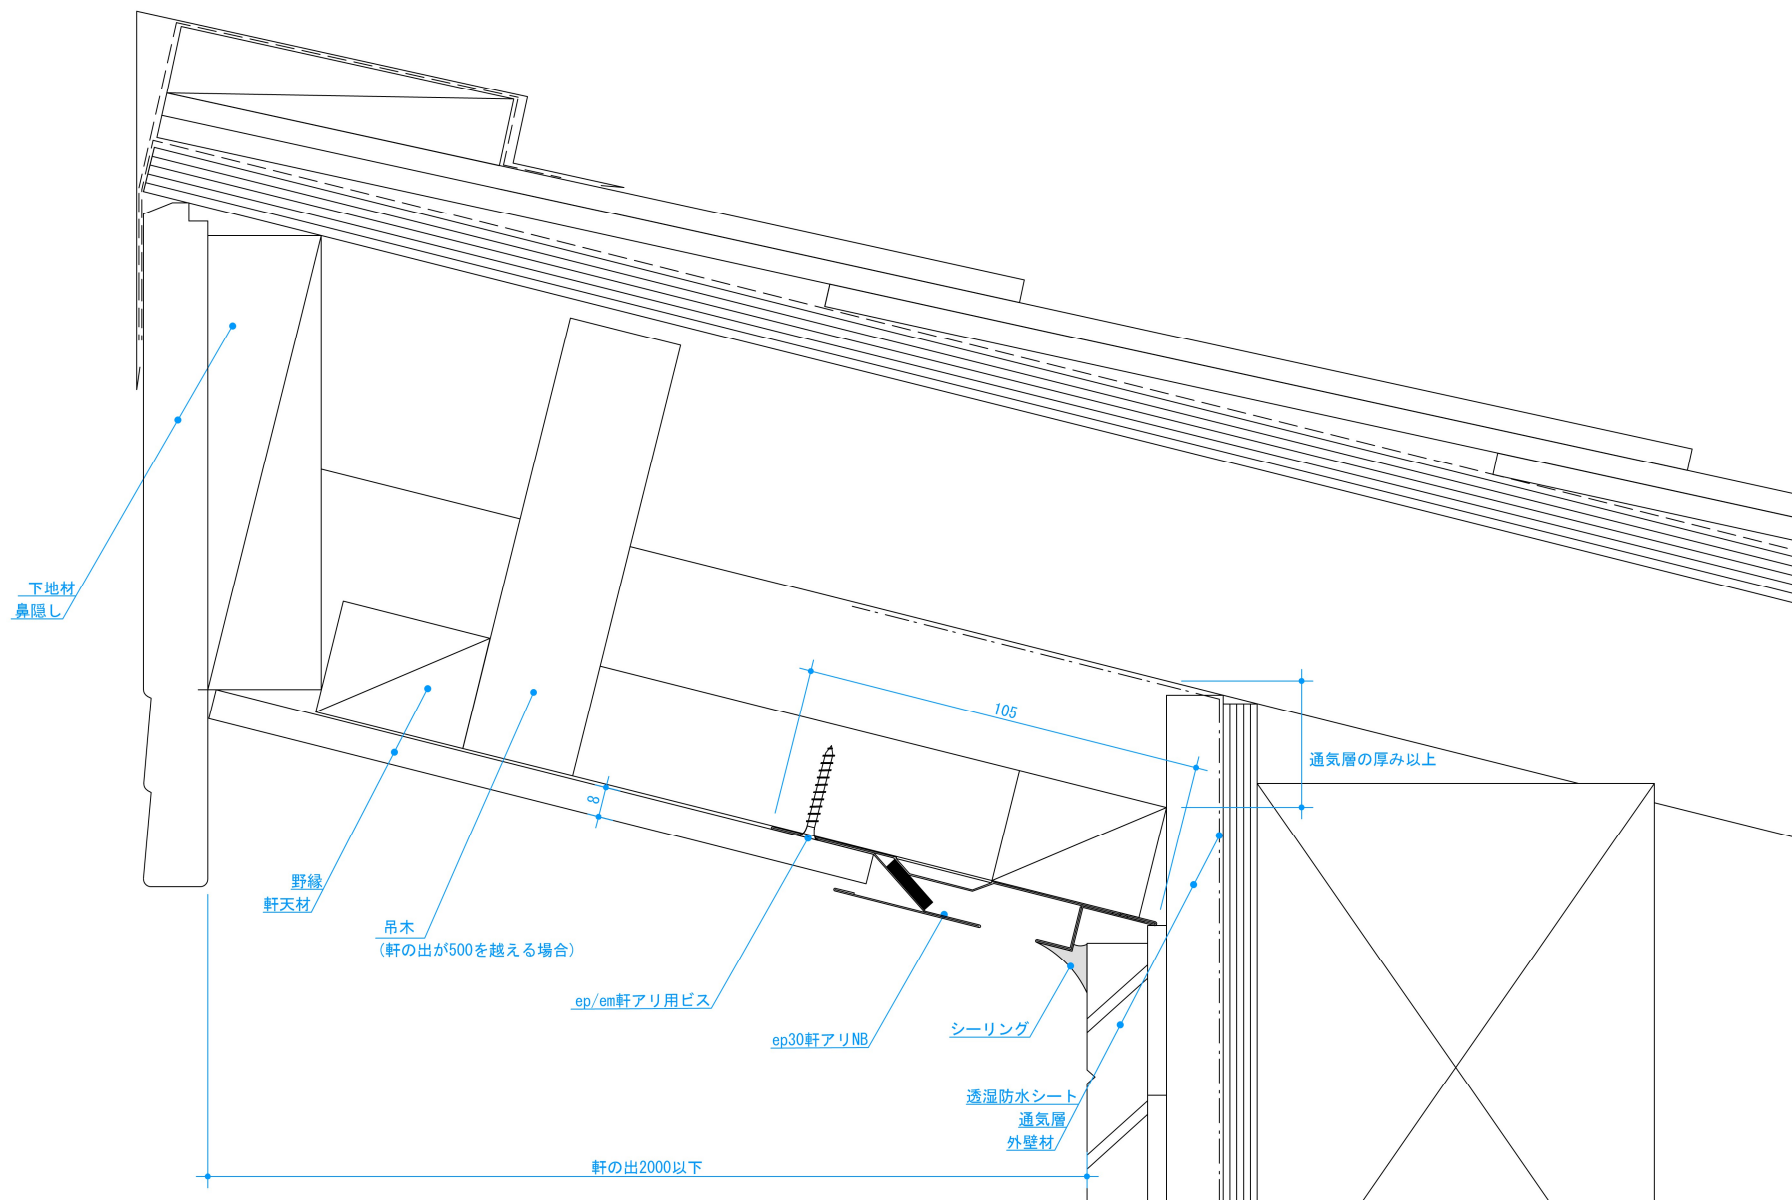 105
通気層の厚み以上
8
下地材
鼻隠し
野縁
軒天材
吊木
(軒の出が500を越える場合)
ep/em軒アリ用ビス
ep30軒アリNB
シーリング
透湿防水シート
通気層
外壁材
軒の出2000以下